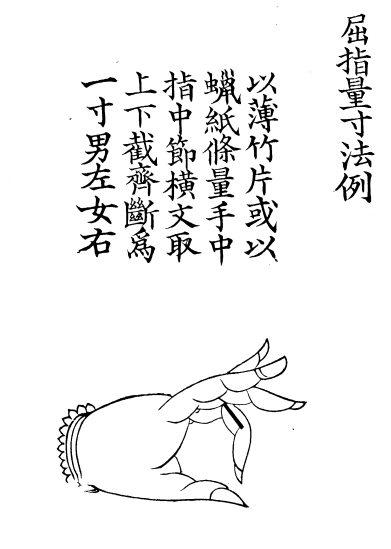 屈指量寸法例
以薄竹片或以
蠟紙條量手中
指中節橫文取
上下截齊斷爲
一寸男左女右